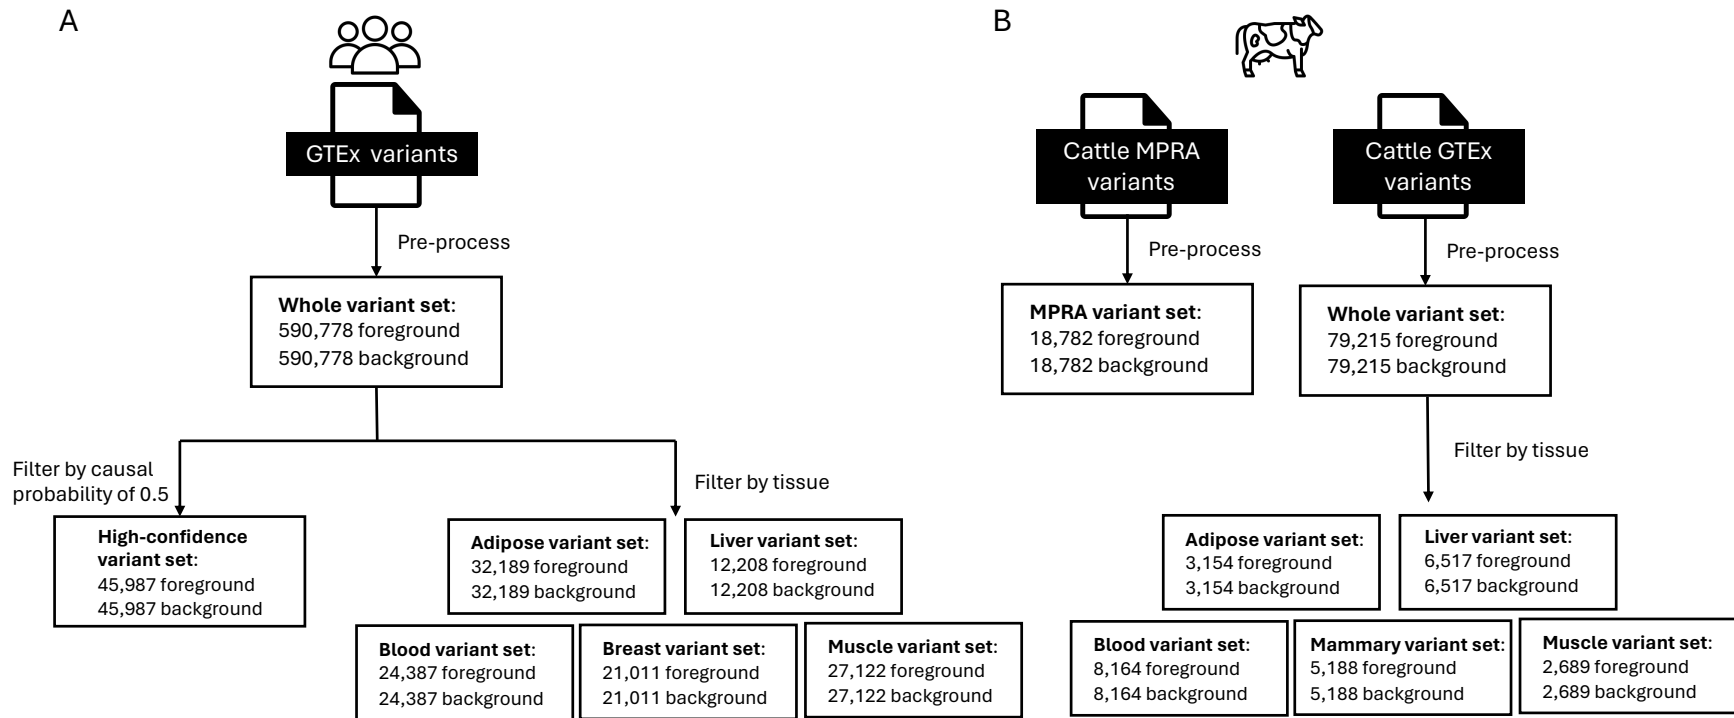 A
GTEx variants
Pre-process
Whole variant set:
590,778 foreground
590,778 background
Filter by causal
probability of 0.5
Filter by tissue
High-confidence
variant set:
45,987 foreground
45,987 background
Adipose variant set:
32,189 foreground
32,189 background
Liver variant set:
12,208 foreground
12,208 background
Blood variant set:
24,387 foreground
24,387 background
Breast variant set:
21,011 foreground
21,011 background
Muscle variant set:
27,122 foreground
27,122 background
B
Cattle MPRA
variants
Cattle GTEx
variants
Pre-process
Pre-process
MPRA variant set:
18,782 foreground
18,782 background
Whole variant set:
79,215 foreground
79,215 background
Filter by tissue
Adipose variant set:
3,154 foreground
3,154 background
Liver variant set:
6,517 foreground
6,517 background
Blood variant set:
8,164 foreground
8,164 background
Mammary variant set:
5,188 foreground
5,188 background
Muscle variant set:
2,689 foreground
2,689 background